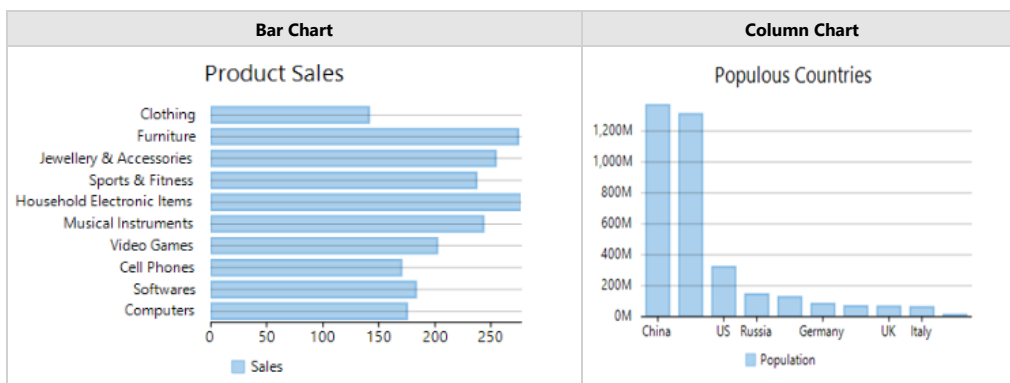 Bar Chart
Column Chart
Product Sales
Clothing
Furniture
Jewellery & Accessories
Sports & Fitness
Household Electronic Items
Musical Instruments
Video Games
Cell Phones
Softwares
Computers
0 50 100 150 200 250
Sales
Populous Countries
1,200M
1,000M
800M
600M
400M
200M
0M
China US Russia Germany UK Italy
Population